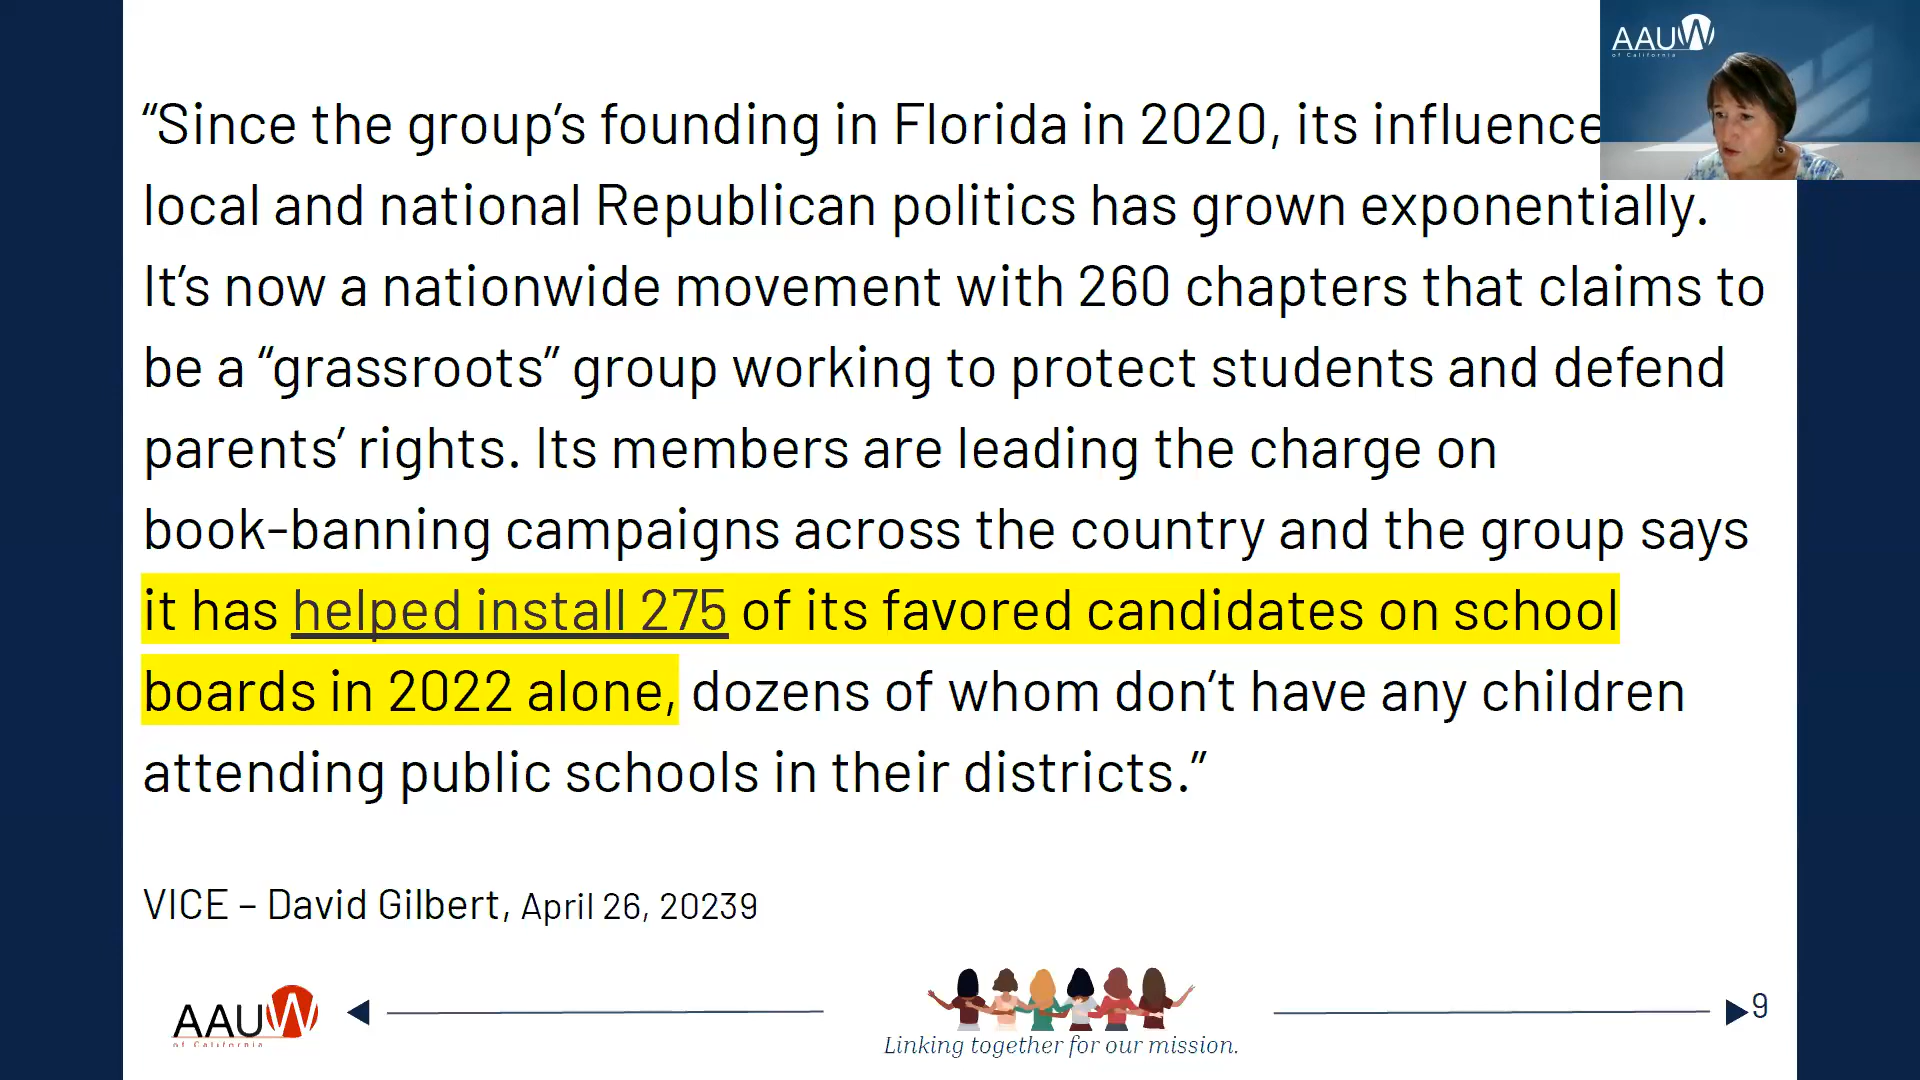 AAUW
of California
“Since the group’s founding in Florida in 2020, its influence
local and national Republican politics has grown exponentially.
It’s now a nationwide movement with 260 chapters that claims to
be a “grassroots” group working to protect students and defend
parents’ rights. Its members are leading the charge on
book-banning campaigns across the country and the group says
it has helped install 275 of its favored candidates on school
boards in 2022 alone, dozens of whom don’t have any children
attending public schools in their districts.”
VICE – David Gilbert, April 26, 20239
AAUW
of California
Linking together for our mission.
9